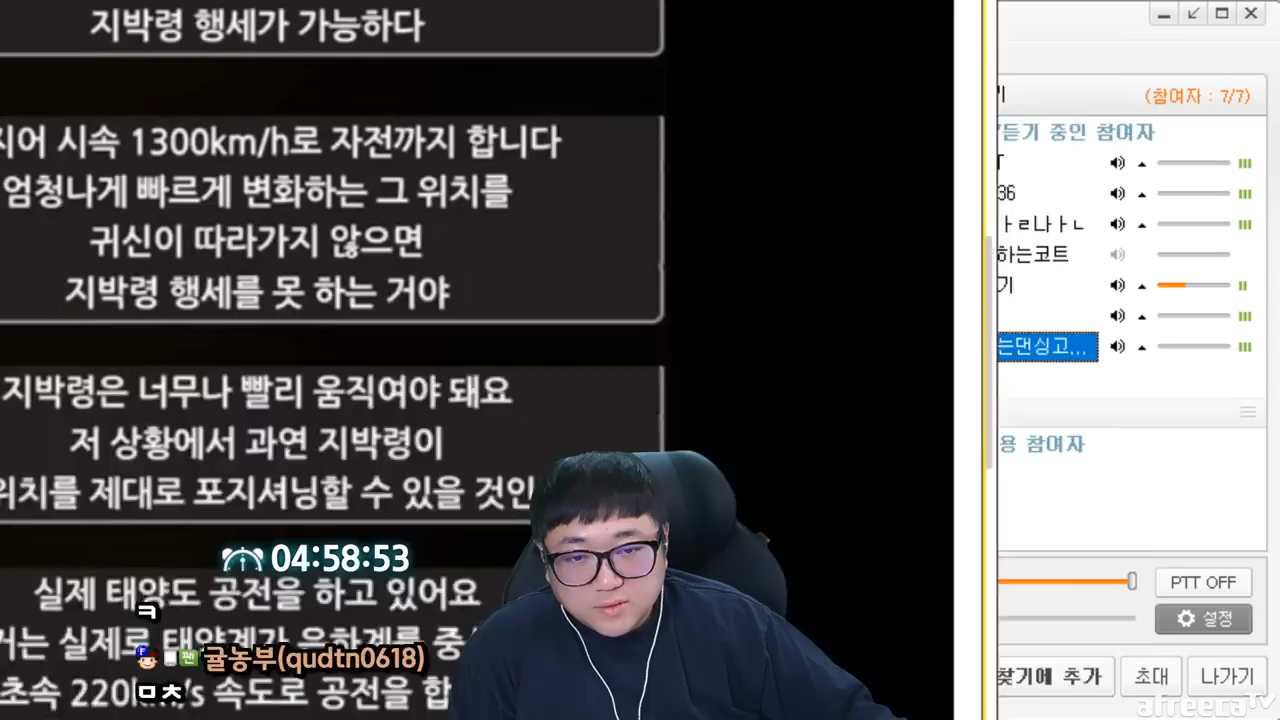 지박령 행세가 가능하다
지어 시속 1300km/h로 자전까지 합니다
엄청나게 빠르게 변화하는 그 위치를
귀신이 따라가지 않으면
지박령 행세를 못 하는 거야
지박령은 너무나 빨리 움직여야 돼요
저 상황에서 과연 지박령이
위치를 제대로 포지셔닝할 수 있을 것인
04:58:53
실제 태양도 공전을 하고 있어요
ㅋ
거는 실제로 태양계가 은하계를 중
귤농부(qudtn0618)
초속 220km/s 속도로 공전을 합
ㅁㅊ
(참여자 : 7/7)
듣기 중인 참여자
36
ㅏㄹ나ㅏㄴ
하는코트
기
는댄싱고...
용 참여자
PTT OFF
설정
찾기에 추가
초대
나가기
afreecaTV